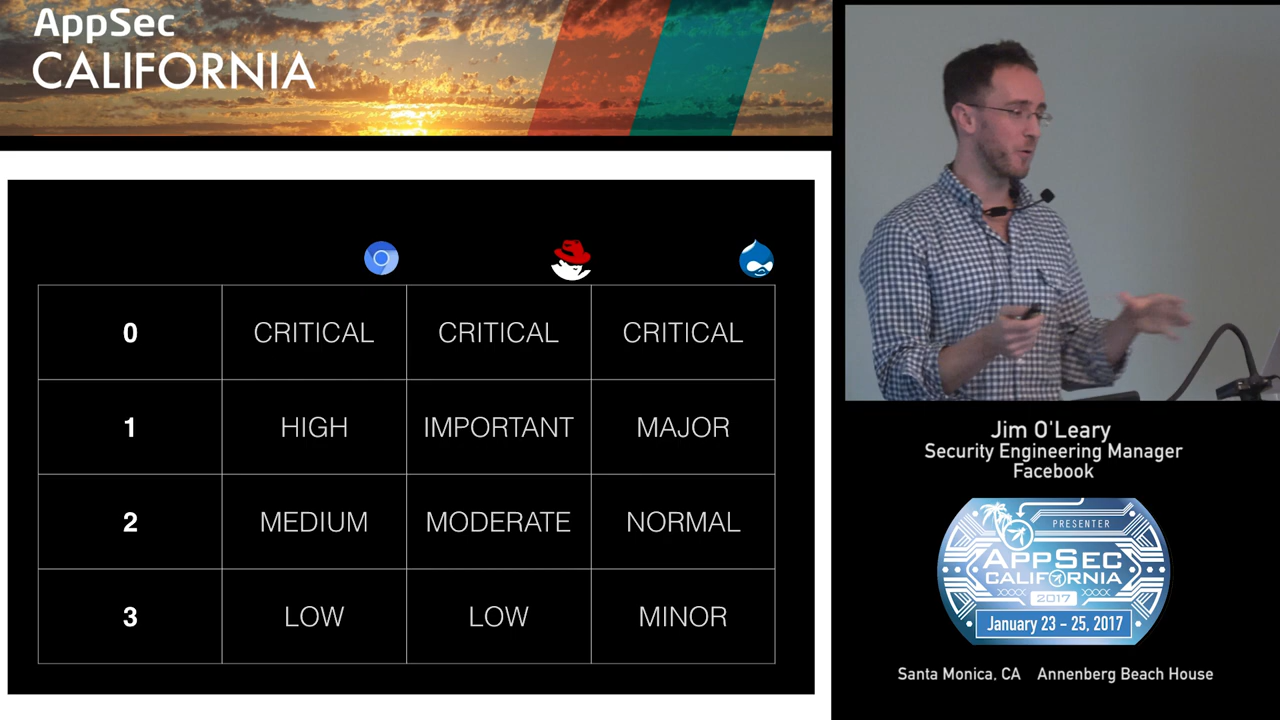 AppSec
CALIFORNIA
0 CRITICAL CRITICAL CRITICAL
1 HIGH IMPORTANT MAJOR
2 MEDIUM MODERATE NORMAL
3 LOW LOW MINOR
Jim O'Leary
Security Engineering Manager
Facebook
PRESENTER
APPSEC
CALIFORNIA
XXXX 2017 XXXX
January 23 - 25, 2017
Santa Monica, CA Annenberg Beach House